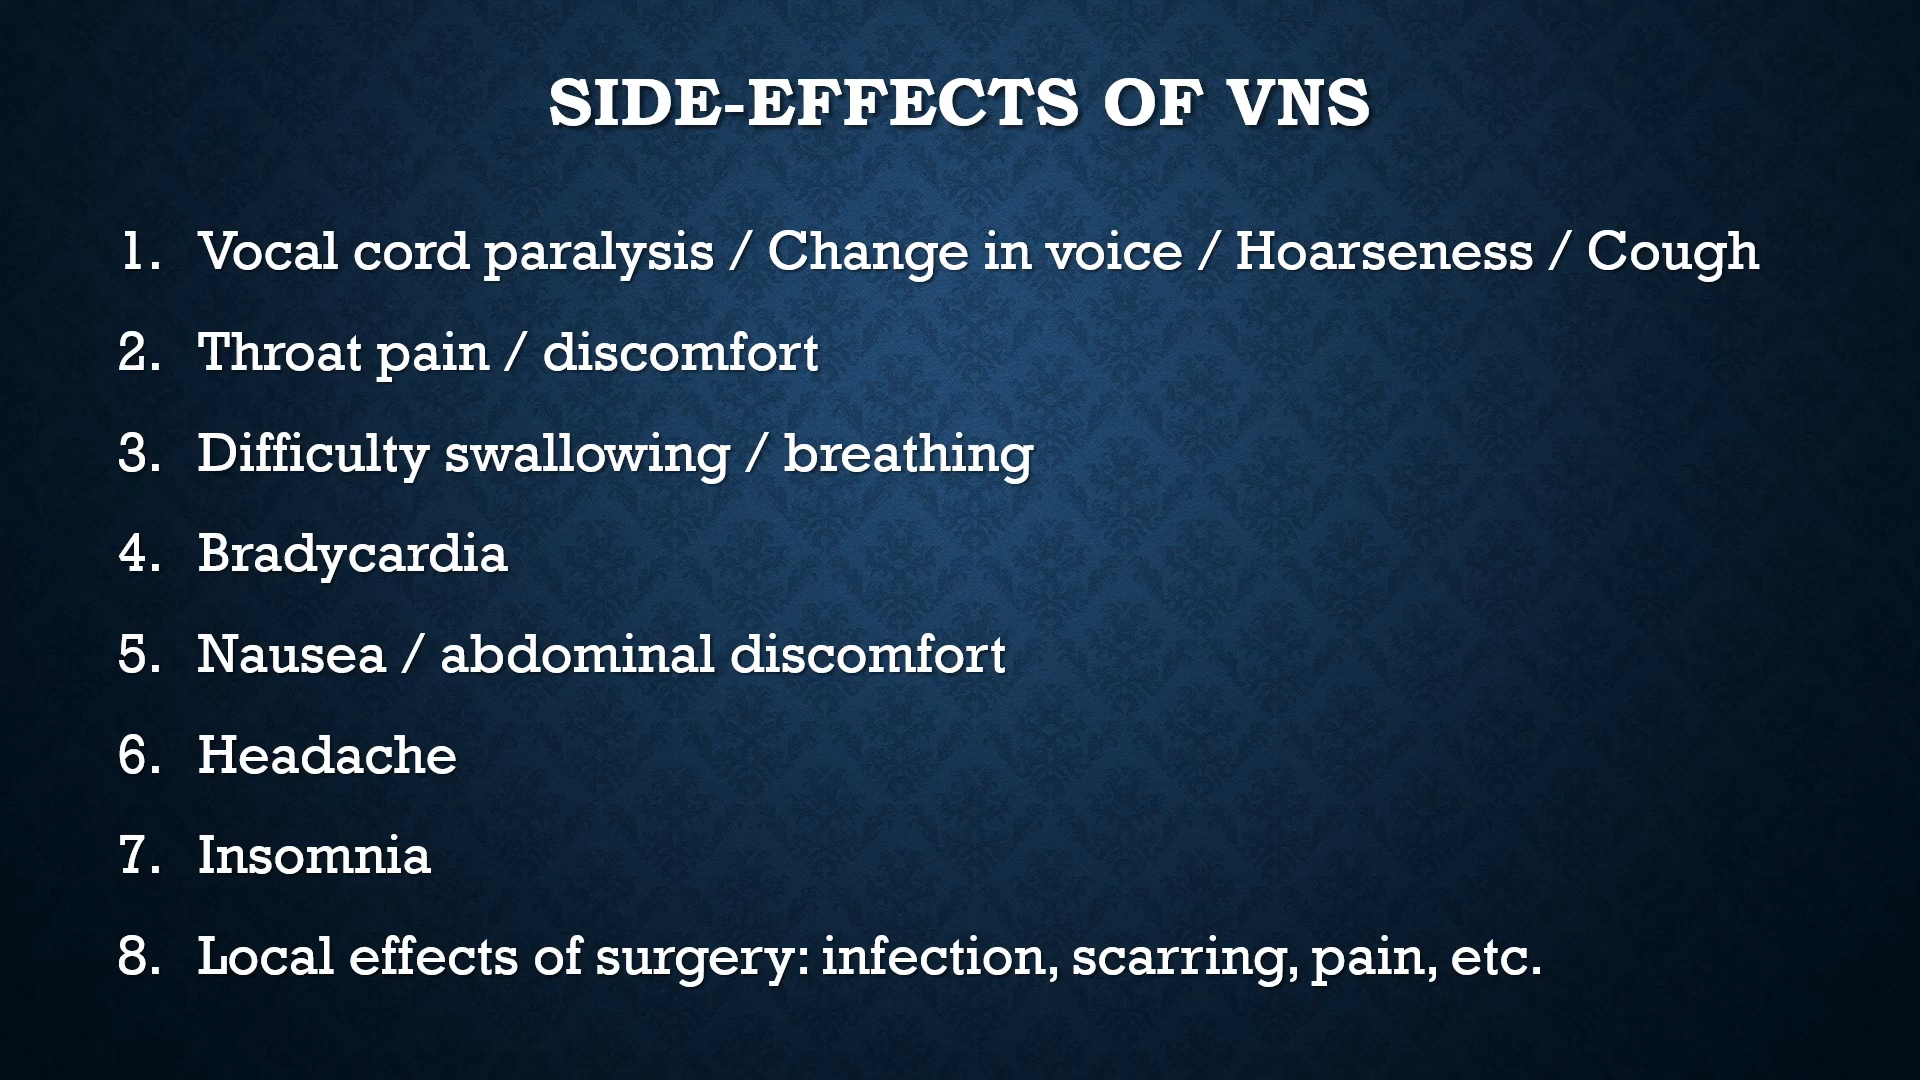 SIDE-EFFECTS OF VNS
1. Vocal cord paralysis / Change in voice / Hoarseness / Cough
2. Throat pain / discomfort
3. Difficulty swallowing / breathing
4. Bradycardia
5. Nausea / abdominal discomfort
6. Headache
7. Insomnia
8. Local effects of surgery: infection, scarring, pain, etc.